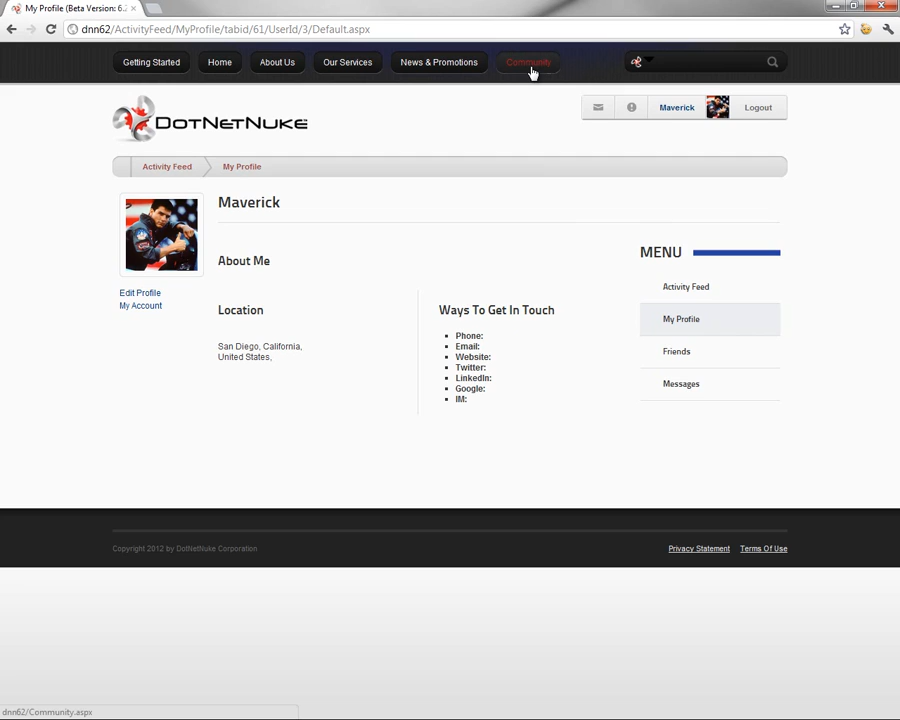 My Profile (Beta Version: 6.2
dnn62/ActivityFeed/MyProfile/tabid/61/UserId/3/Default.aspx
Getting Started Home About Us Our Services News & Promotions Community
DOTNETNUKE
Maverick Logout
Activity Feed My Profile
Maverick
About Me
Edit Profile
My Account
Location
San Diego, California,
United States,
Ways To Get In Touch
Phone:
Email:
Website:
Twitter:
LinkedIn:
Google:
IM:
MENU
Activity Feed
My Profile
Friends
Messages
Copyright 2012 by DotNetNuke Corporation
Privacy Statement Terms Of Use
dnn62/Community.aspx